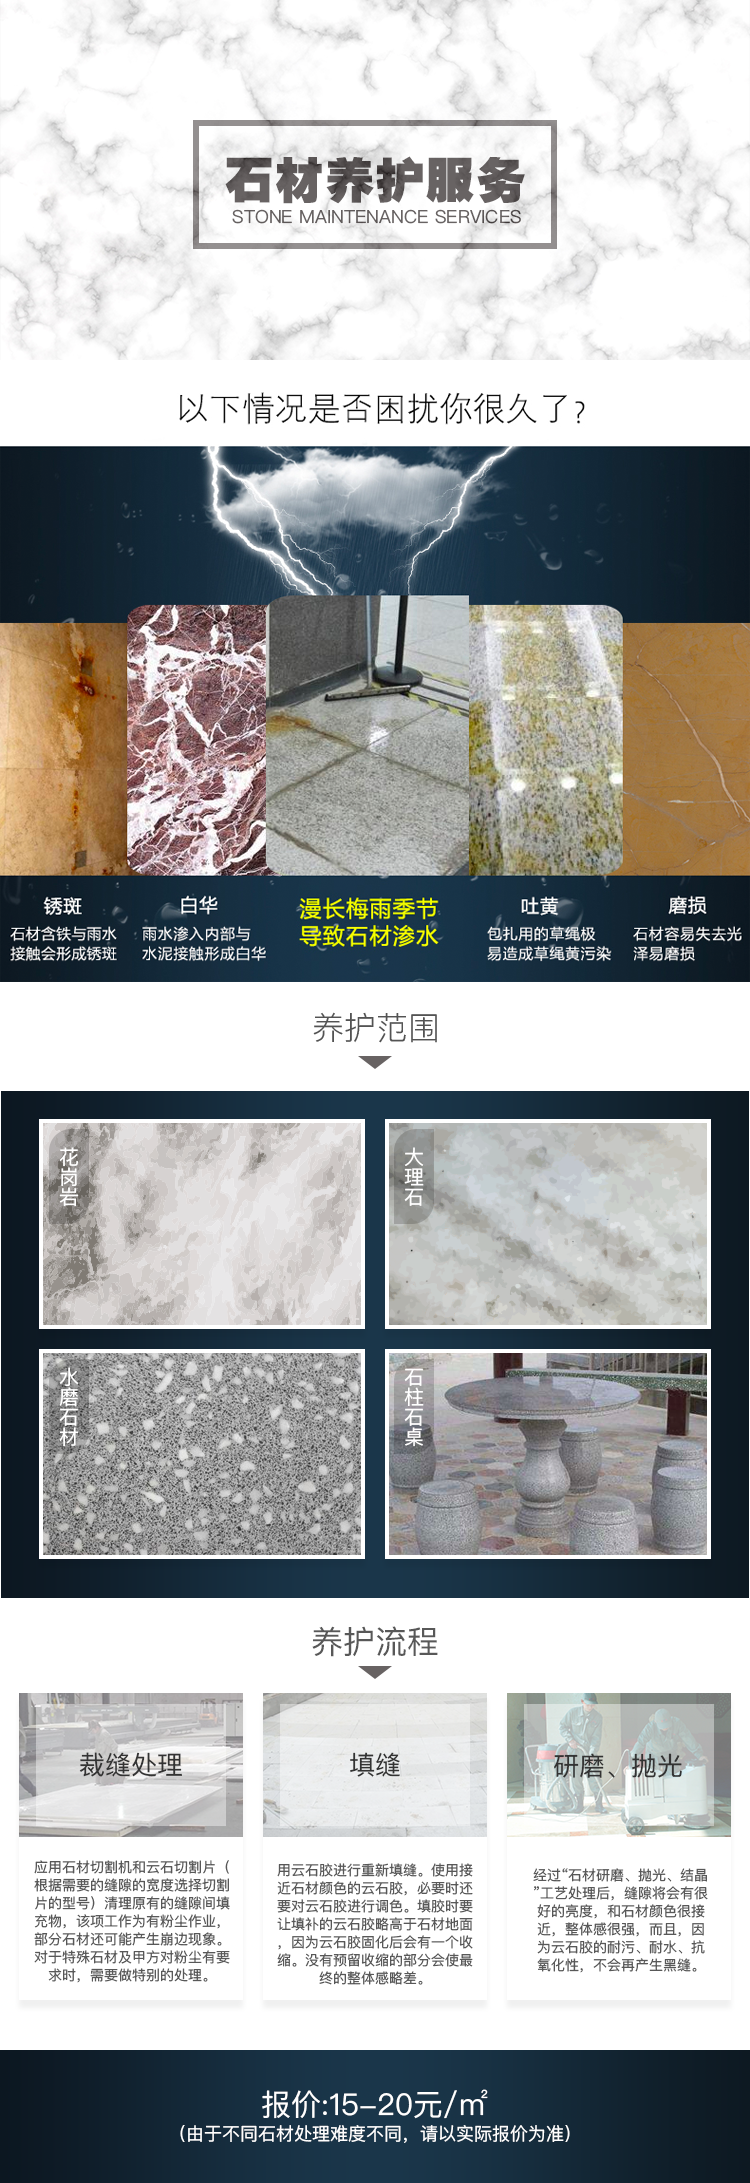 石材养护服务
STONE MAINTENANCE SERVICES
以下情况是否困扰你很久了?
锈斑
石材含铁与雨水
接触会形成锈斑
白华
雨水渗入内部与
水泥接触形成白华
漫长梅雨季节
导致石材渗水
吐黄
包扎用的草绳极
易造成草绳黄污染
磨损
石材容易失去光
泽易磨损
养护范围
花岗岩
大理石
水磨石材
石柱石桌
养护流程
裁缝处理
应用石材切割机和云石切割片（
根据需要的缝隙的宽度选择切割
片的型号）清理原有的缝隙间填
充物，该项工作为有粉尘作业，
部分石材还可能产生崩边现象。
对于特殊石材及甲方对粉尘有要
求时，需要做特别的处理。
填缝
用云石胶进行重新填缝。使用接
近石材颜色的云石胶，必要时还
要对云石胶进行调色。填胶时要
让填补的云石胶略高于石材地面
，因为云石胶固化后会有一个收
缩。没有预留收缩的部分会使最
终的整体感略差。
研磨、抛光
经过“石材研磨、抛光、结晶
”工艺处理后，缝隙将会有很
好的亮度，和石材颜色很接
近，整体感很强，而且，因
为云石胶的耐污、耐水、抗
氧化性，不会再产生黑缝。
报价:15-20元/㎡
（由于不同石材处理难度不同，请以实际报价为准）